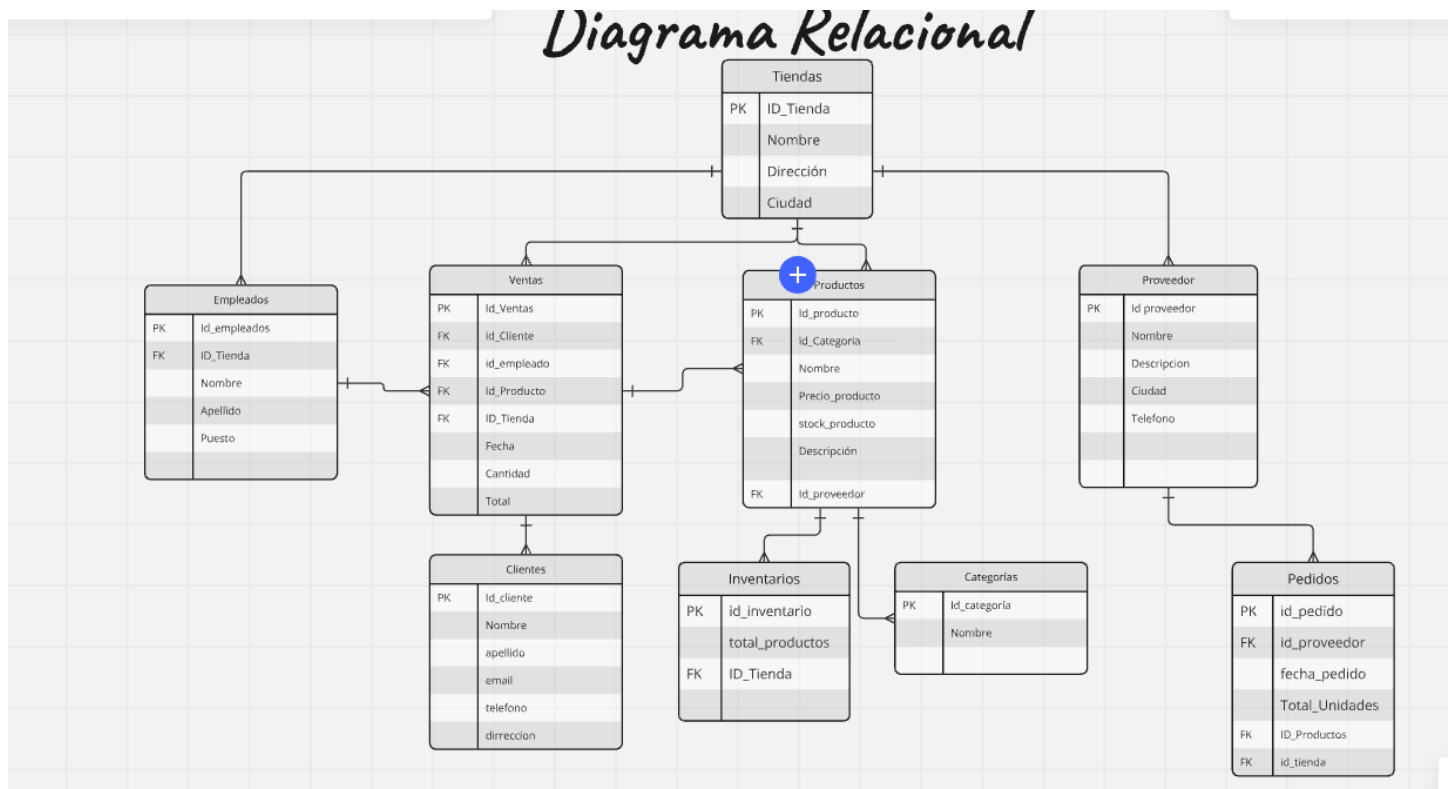 Diagrama Relacional
Tiendas
PK ID_Tienda
Nombre
Dirección
Ciudad
Empleados
PK Id_empleados
FK ID_Tienda
Nombre
Apellido
Puesto
Ventas
PK Id_Ventas
FK id_Cliente
FK id_empleado
FK Id_Producto
FK ID_Tienda
Fecha
Cantidad
Total
Productos
PK Id_producto
FK id_Categoria
Nombre
Precio_producto
stock_producto
Descripción
FK Id_proveedor
Proveedor
PK Id proveedor
Nombre
Descripcion
Ciudad
Telefono
Clientes
PK Id_cliente
Nombre
apellido
email
telefono
dirreccion
Inventarios
PK id_inventario
total_productos
FK ID_Tienda
Categorías
PK Id_categoría
Nombre
Pedidos
PK id_pedido
FK id_proveedor
fecha_pedido
Total_Unidades
FK ID_Productos
FK id_tienda